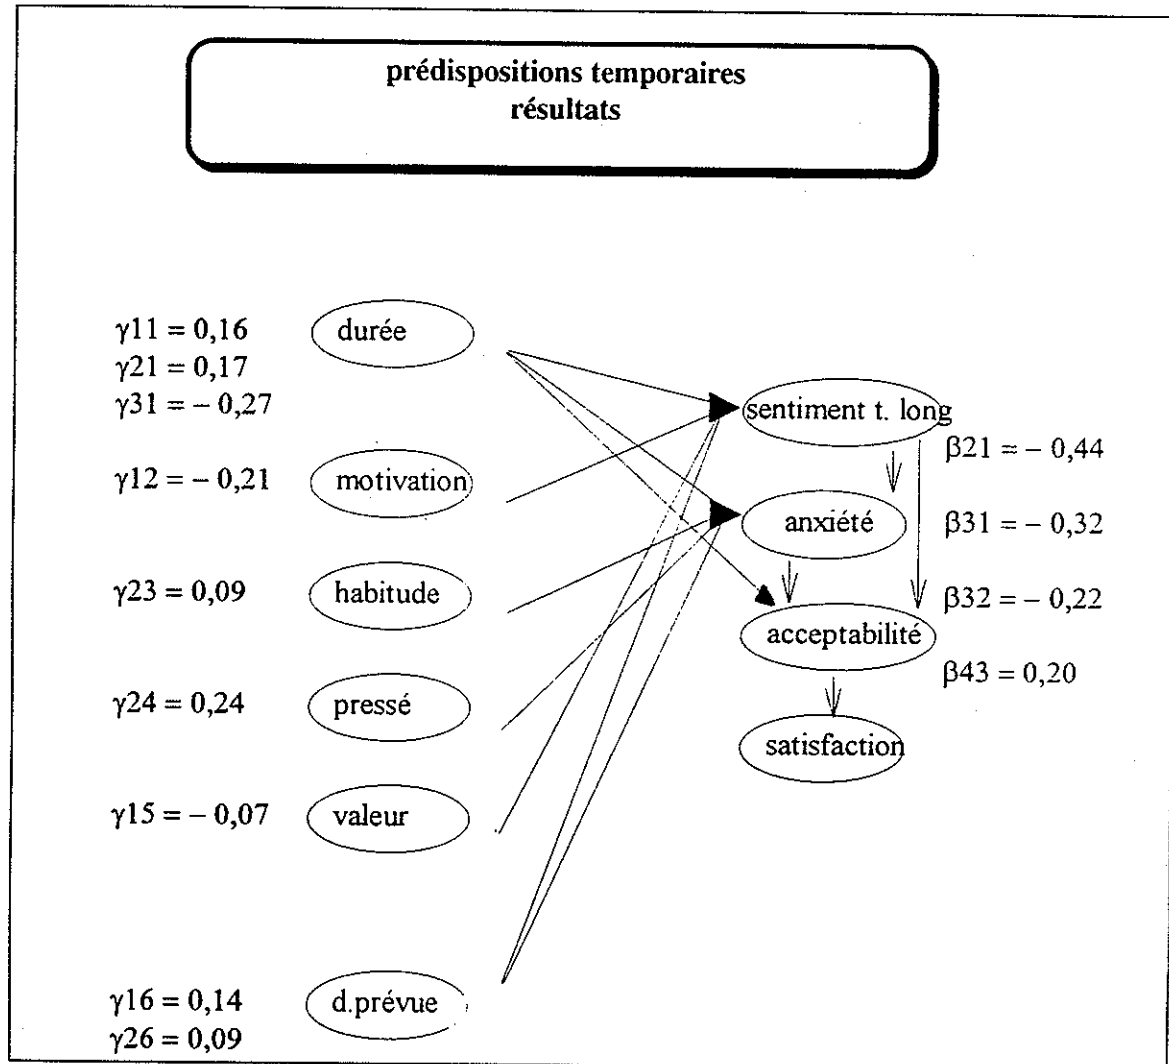 prédispositions temporaires
résultats
γ11 = 0,16
γ21 = 0,17
γ31 = – 0,27
durée
sentiment t. long
β21 = – 0,44
γ12 = – 0,21
motivation
anxiété
β31 = – 0,32
γ23 = 0,09
habitude
β32 = – 0,22
acceptabilité
β43 = 0,20
γ24 = 0,24
pressé
satisfaction
γ15 = – 0,07
valeur
γ16 = 0,14
γ26 = 0,09
d.prévue